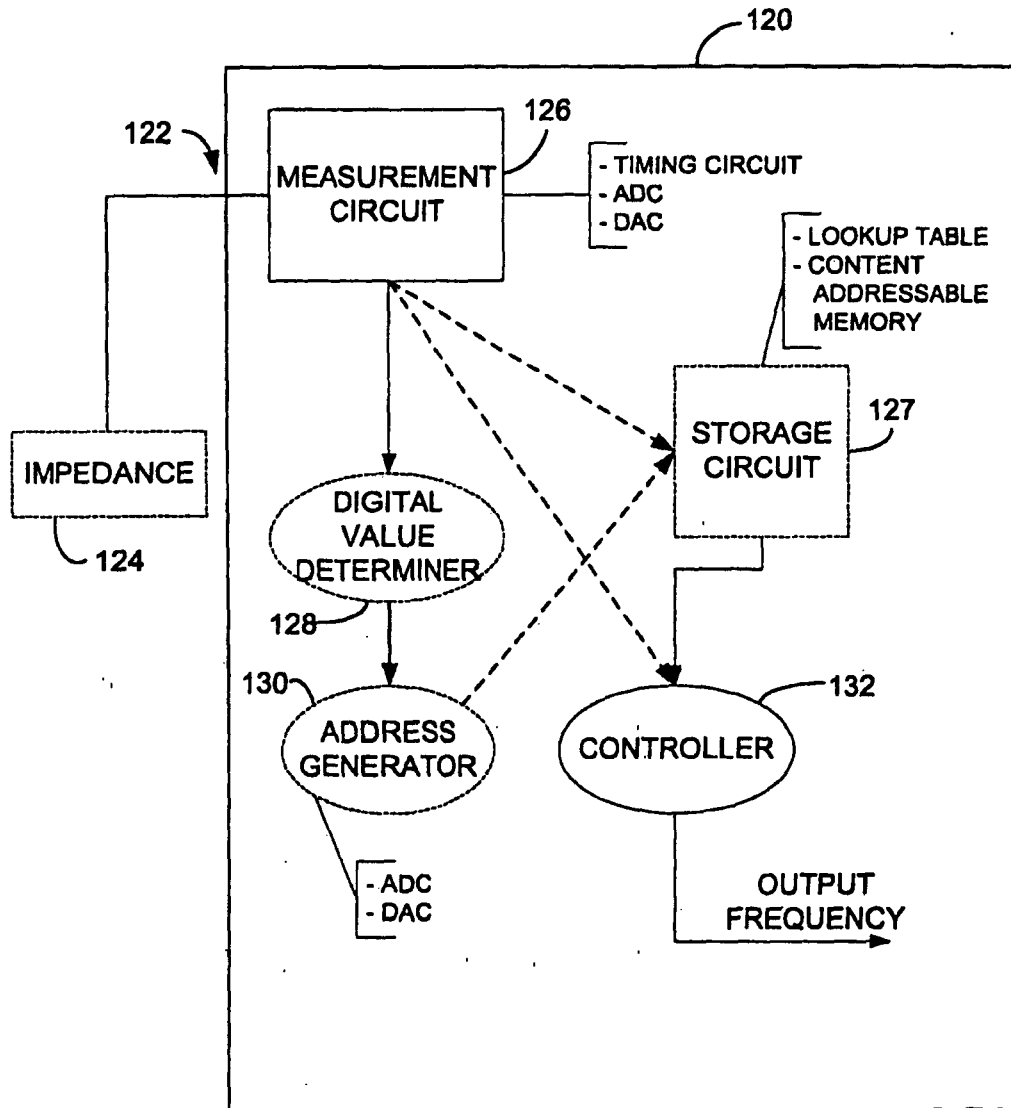 120
122
126
MEASUREMENT
CIRCUIT
- TIMING CIRCUIT
- ADC
- DAC
- LOOKUP TABLE
- CONTENT
ADDRESSABLE
MEMORY
127
STORAGE
CIRCUIT
IMPEDANCE
124
DIGITAL
VALUE
DETERMINER
128
130
ADDRESS
GENERATOR
132
CONTROLLER
- ADC
- DAC
OUTPUT
FREQUENCY